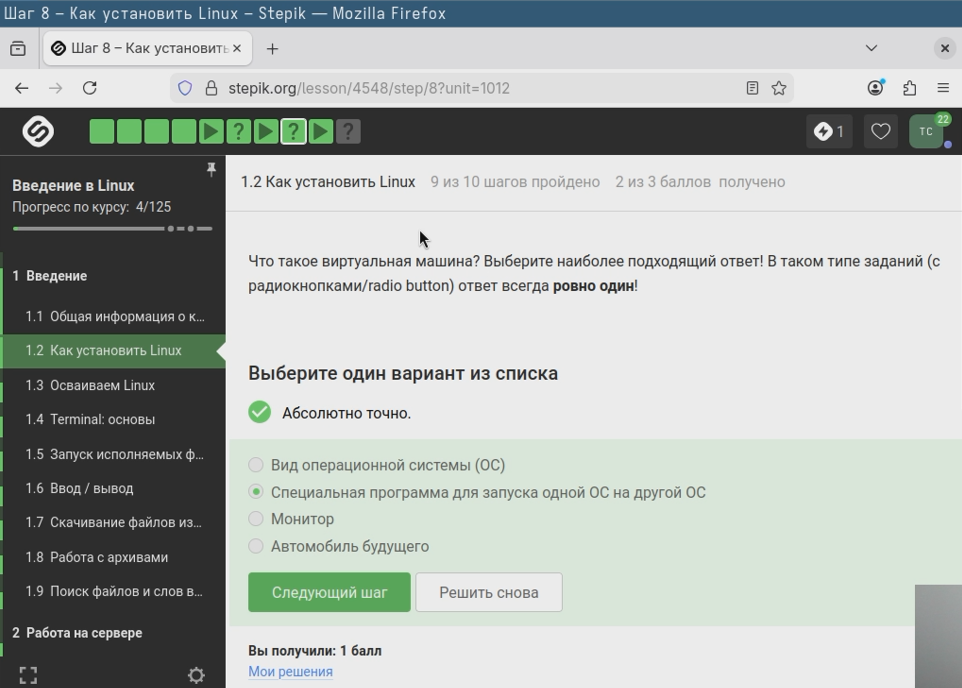 Шаг 8 – Как установить Linux – Stepik — Mozilla Firefox
Шаг 8 – Как установить
stepik.org/lesson/4548/step/8?unit=1012
? ? ?
1
TC
22
Введение в Linux
Прогресс по курсу: 4/125
1 Введение
1.1 Общая информация о к...
1.2 Как установить Linux
1.3 Осваиваем Linux
1.4 Terminal: основы
1.5 Запуск исполняемых ф...
1.6 Ввод / вывод
1.7 Скачивание файлов из...
1.8 Работа с архивами
1.9 Поиск файлов и слов в...
2 Работа на сервере
1.2 Как установить Linux 9 из 10 шагов пройдено 2 из 3 баллов получено
Что такое виртуальная машина? Выберите наиболее подходящий ответ! В таком типе заданий (с
радиокнопками/radio button) ответ всегда ровно один!
Выберите один вариант из списка
Абсолютно точно.
Вид операционной системы (ОС)
Специальная программа для запуска одной ОС на другой ОС
Монитор
Автомобиль будущего
Следующий шаг Решить снова
Вы получили: 1 балл
Мои решения